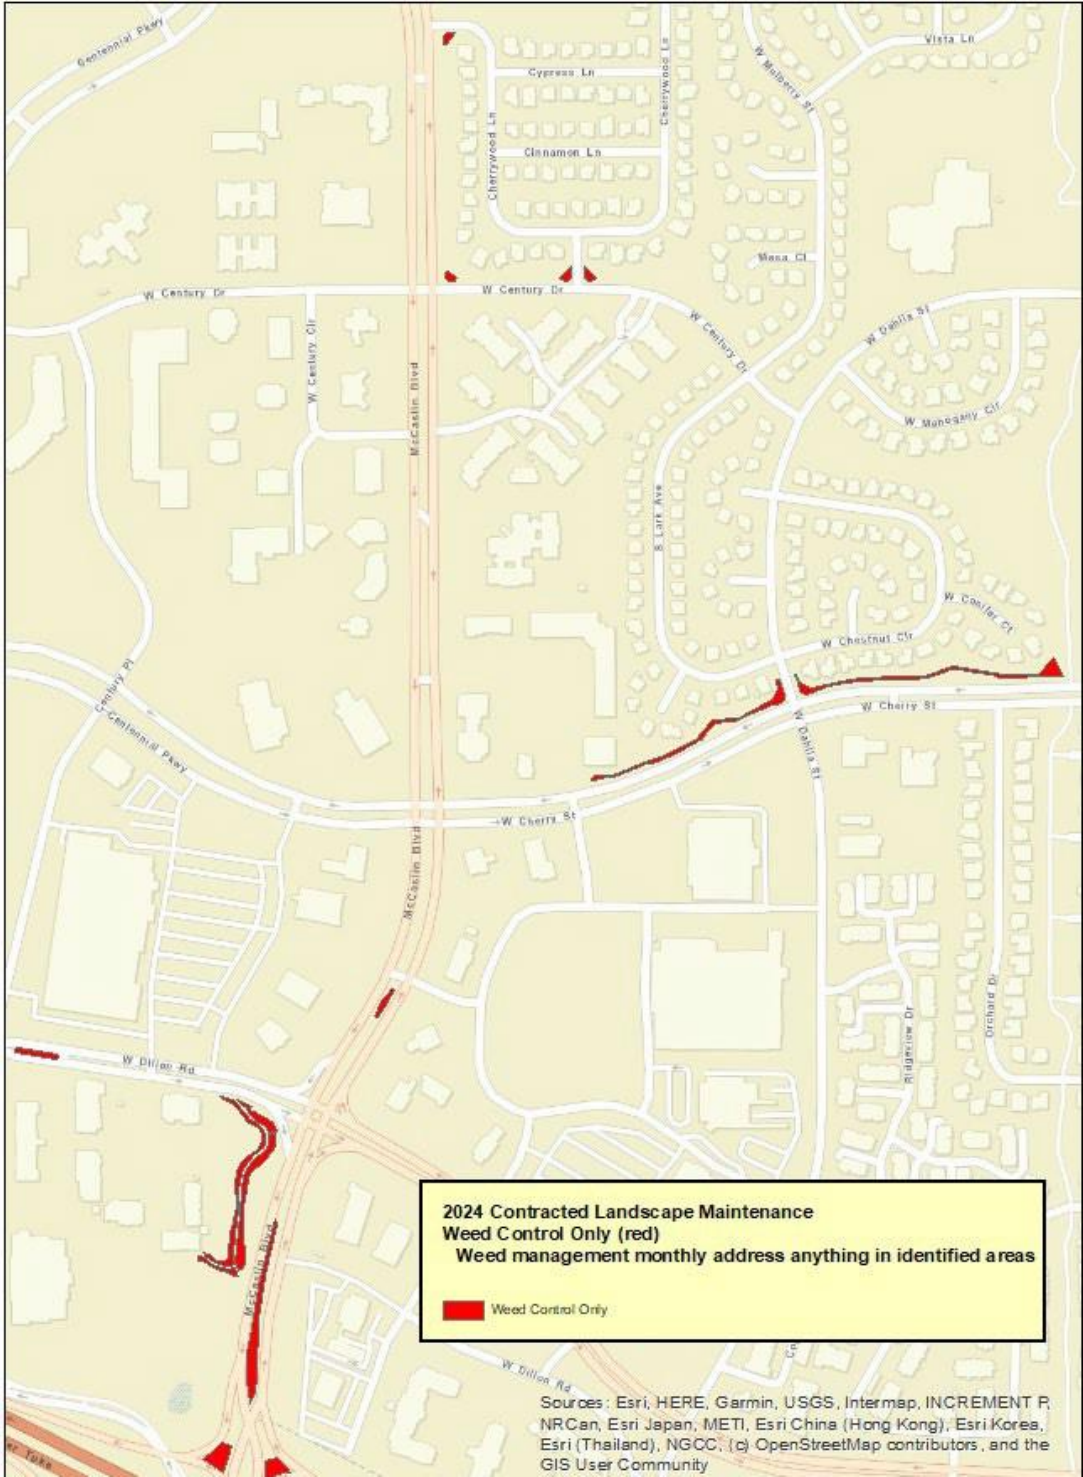 Centennial Pkwy
Vista Ln
W Mulberry St
Cypress Ln
Cherrywood Ln
Cherrywood Ln
Cinnamon Ln
Mesa Ct
W Century Dr
W Century Dr
W Century Dr
W Dahlia St
W Century Cir
McCaslin Blvd
W Mahogany Cir
S Lark Ave
W Conifer Ct
W Chestnut Cir
Century Pl
Centennial Pkwy
W Cherry St
W Dahlia St
W Cherry St
McCaslin Blvd
Orchard Dr
Ridgeview Dr
W Dillon Rd
McCaslin Blvd
2024 Contracted Landscape Maintenance
Weed Control Only (red)
Weed management monthly address anything in identified areas
Weed Control Only
W Dillon Rd
Sources: Esri, HERE, Garmin, USGS, Intermap, INCREMENT P,
NRCan, Esri Japan, METI, Esri China (Hong Kong), Esri Korea,
Esri (Thailand), NGCC, (c) OpenStreetMap contributors, and the
GIS User Community